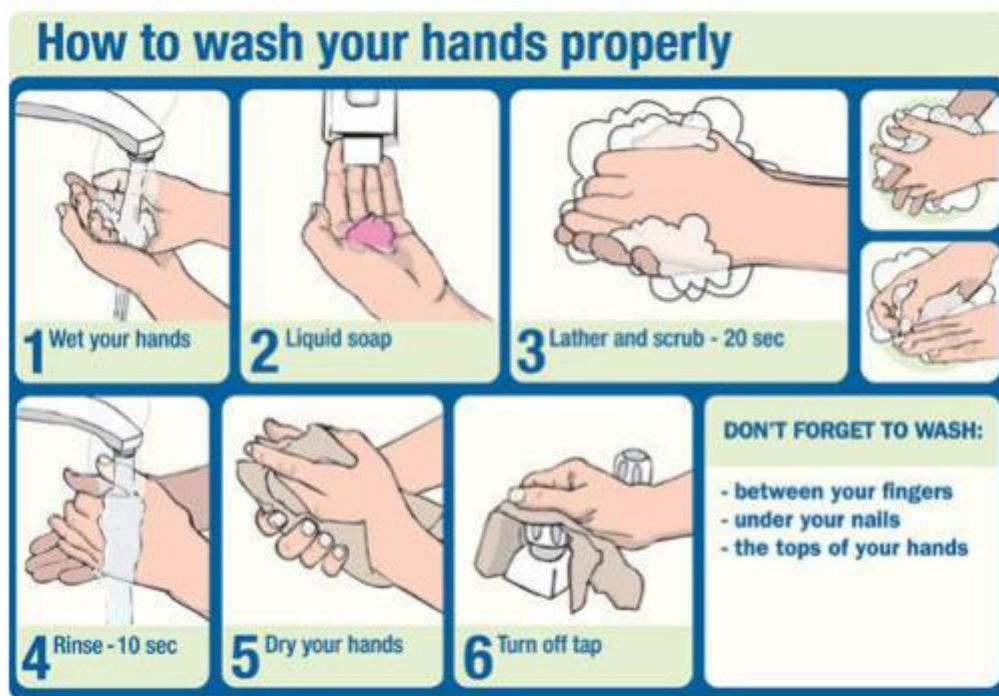 How to wash your hands properly
1 Wet your hands
2 Liquid soap
3 Lather and scrub - 20 sec
4 Rinse - 10 sec
5 Dry your hands
6 Turn off tap
DON'T FORGET TO WASH:
- between your fingers
- under your nails
- the tops of your hands